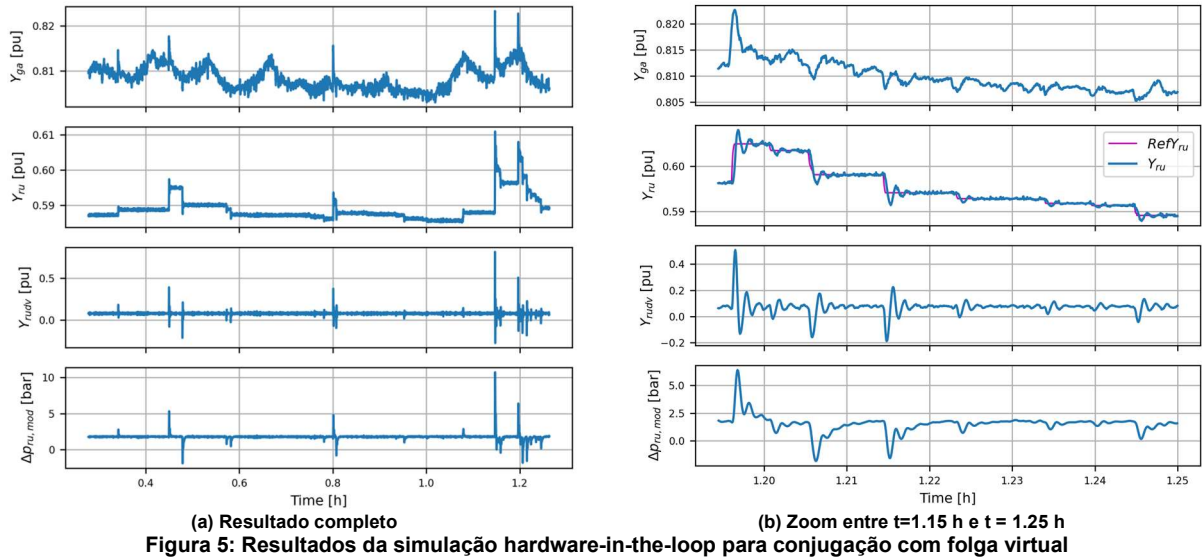 0.82
0.81
Y_ga [pu]
0.61
0.60
0.59
Y_ru [pu]
0.5
0.0
Y_rudv [pu]
10
5
0
Δp_ru,mod [bar]
0.4 0.6 0.8 1.0 1.2
Time [h]
(a) Resultado completo
0.820
0.815
0.810
0.805
Y_ga [pu]
0.60
0.59
Y_ru [pu]
RefY_ru
Y_ru
0.4
0.2
0.0
−0.2
Y_rudv [pu]
5.0
2.5
0.0
Δp_ru,mod [bar]
1.20 1.21 1.22 1.23 1.24 1.25
Time [h]
(b) Zoom entre t=1.15 h e t = 1.25 h
Figura 5: Resultados da simulação hardware-in-the-loop para conjugação com folga virtual